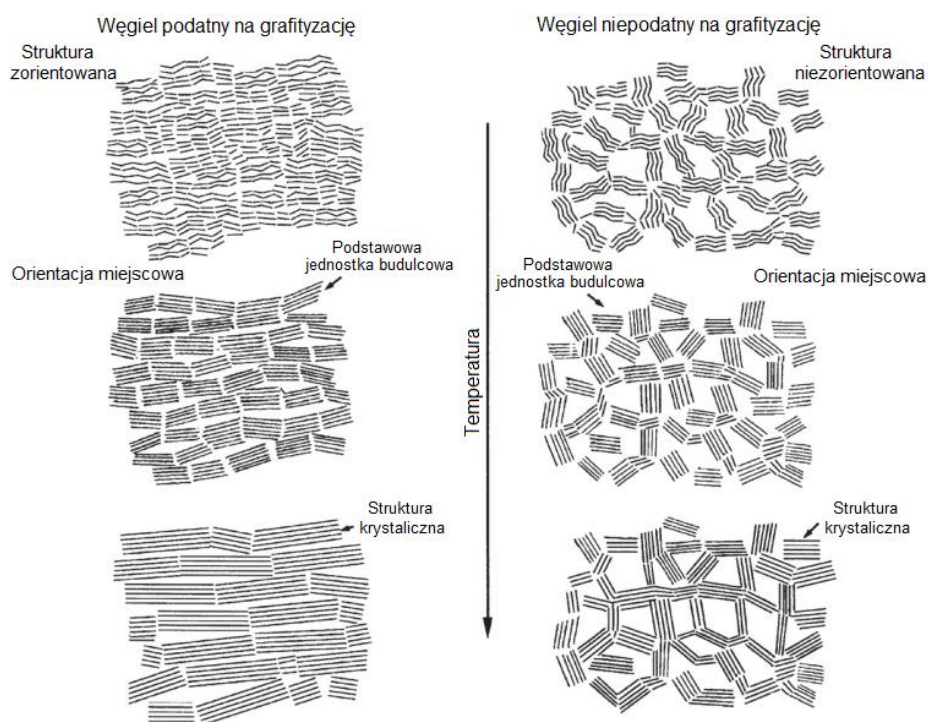 Węgiel podatny na grafityzację
Struktura
zorientowana
Podstawowa
jednostka budulcowa
Orientacja miejscowa
Struktura
krystaliczna
Temperatura
Węgiel niepodatny na grafityzację
Struktura
niezorientowana
Podstawowa
jednostka budulcowa
Orientacja miejscowa
Struktura
krystaliczna